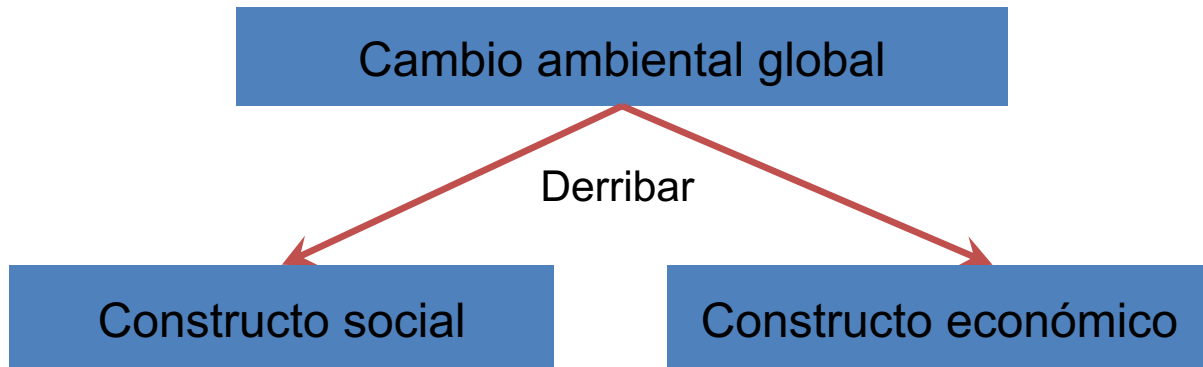 Cambio ambiental global
Derribar
Constructo social
Constructo económico